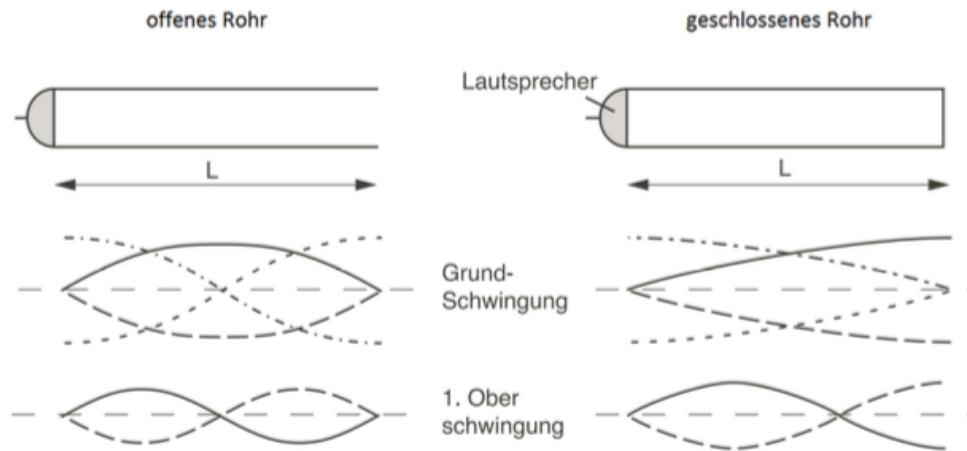 offenes Rohr
geschlossenes Rohr
Lautsprecher
L
L
Grund-
Schwingung
1. Ober
schwingung